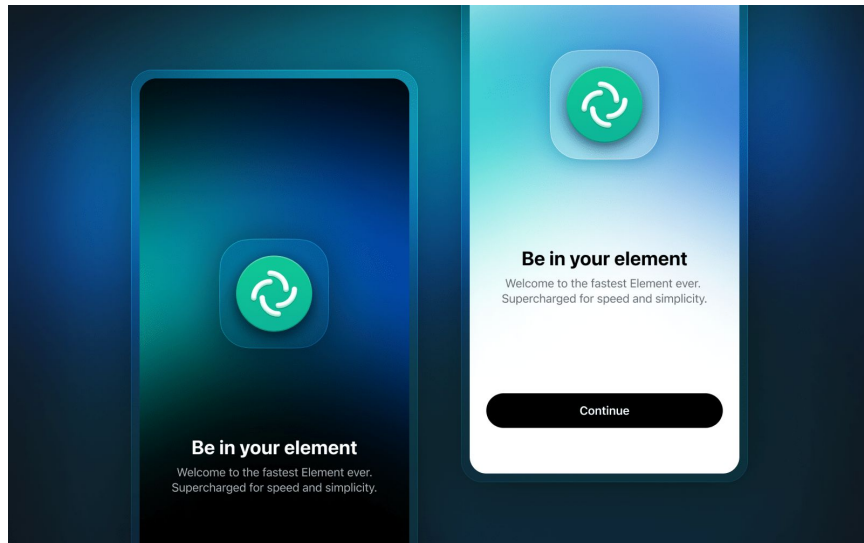 Be in your element
Welcome to the fastest Element ever.
Supercharged for speed and simplicity.
Be in your element
Welcome to the fastest Element ever.
Supercharged for speed and simplicity.
Continue